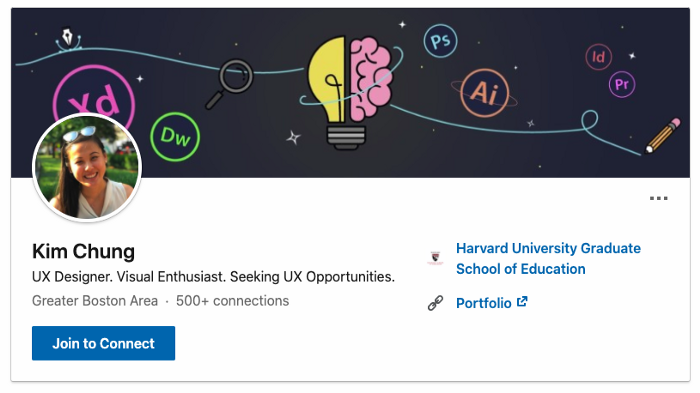 Ps
Id
Xd
Ai
Pr
Dw
Kim Chung
UX Designer. Visual Enthusiast. Seeking UX Opportunities.
Greater Boston Area · 500+ connections
Join to Connect
Harvard University Graduate
School of Education
Portfolio